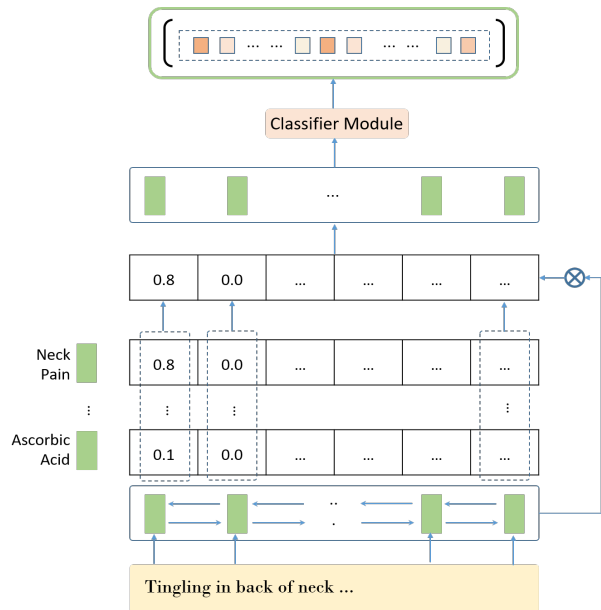 ... ... ... ...
Classifier Module
...
0.8 0.0 ... ... ... ...
Neck
Pain
0.8 0.0 ... ... ... ...
... ... ... ...
Ascorbic
Acid
0.1 0.0 ... ... ... ...
..
.
Tingling in back of neck ...